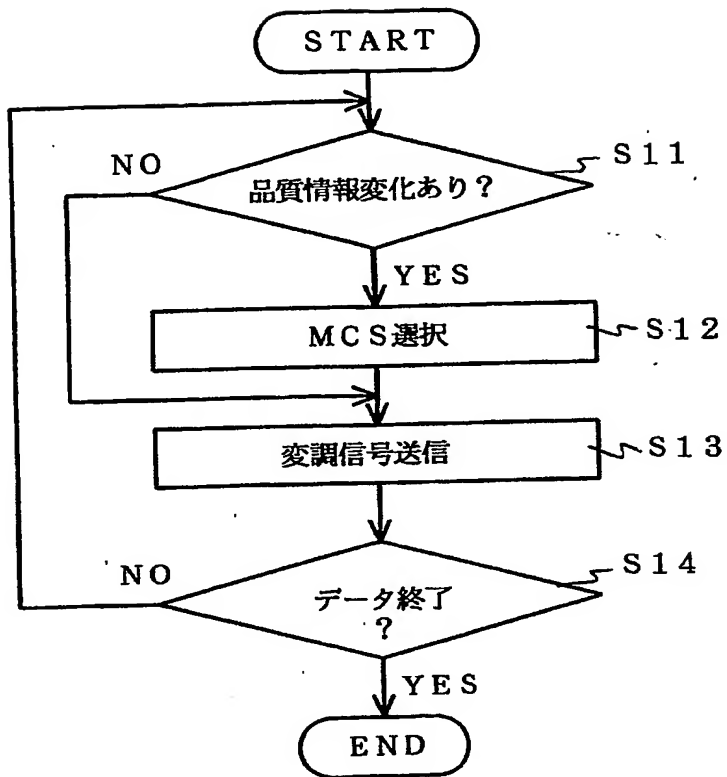 START
NO
品質情報変化あり?
S11
YES
MCS選択
S12
変調信号送信
S13
NO
データ終了
?
S14
YES
END